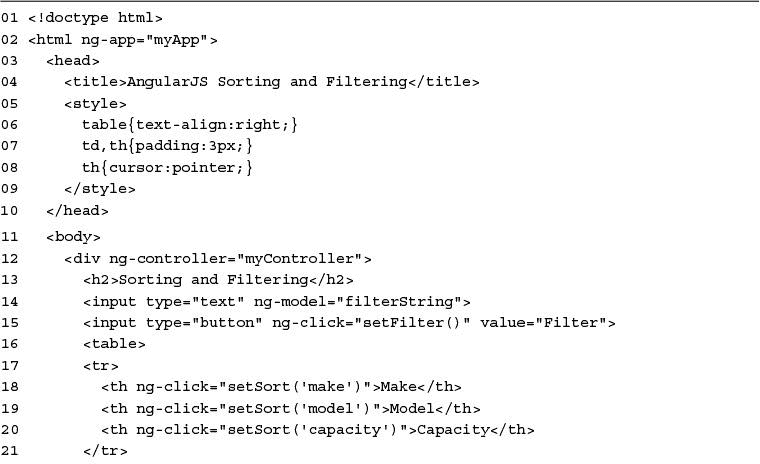 01 <!doctype html>
02 <html ng-app="myApp">
03   <head>
04     <title>AngularJS Sorting and Filtering</title>
05     <style>
06       table{text-align:right;}
07       td,th{padding:3px;}
08       th{cursor:pointer;}
09     </style>
10   </head>
11   <body>
12     <div ng-controller="myController">
13       <h2>Sorting and Filtering</h2>
14       <input type="text" ng-model="filterString">
15       <input type="button" ng-click="setFilter()" value="Filter">
16       <table>
17       <tr>
18         <th ng-click="setSort('make')">Make</th>
19         <th ng-click="setSort('model')">Model</th>
20         <th ng-click="setSort('capacity')">Capacity</th>
21       </tr>